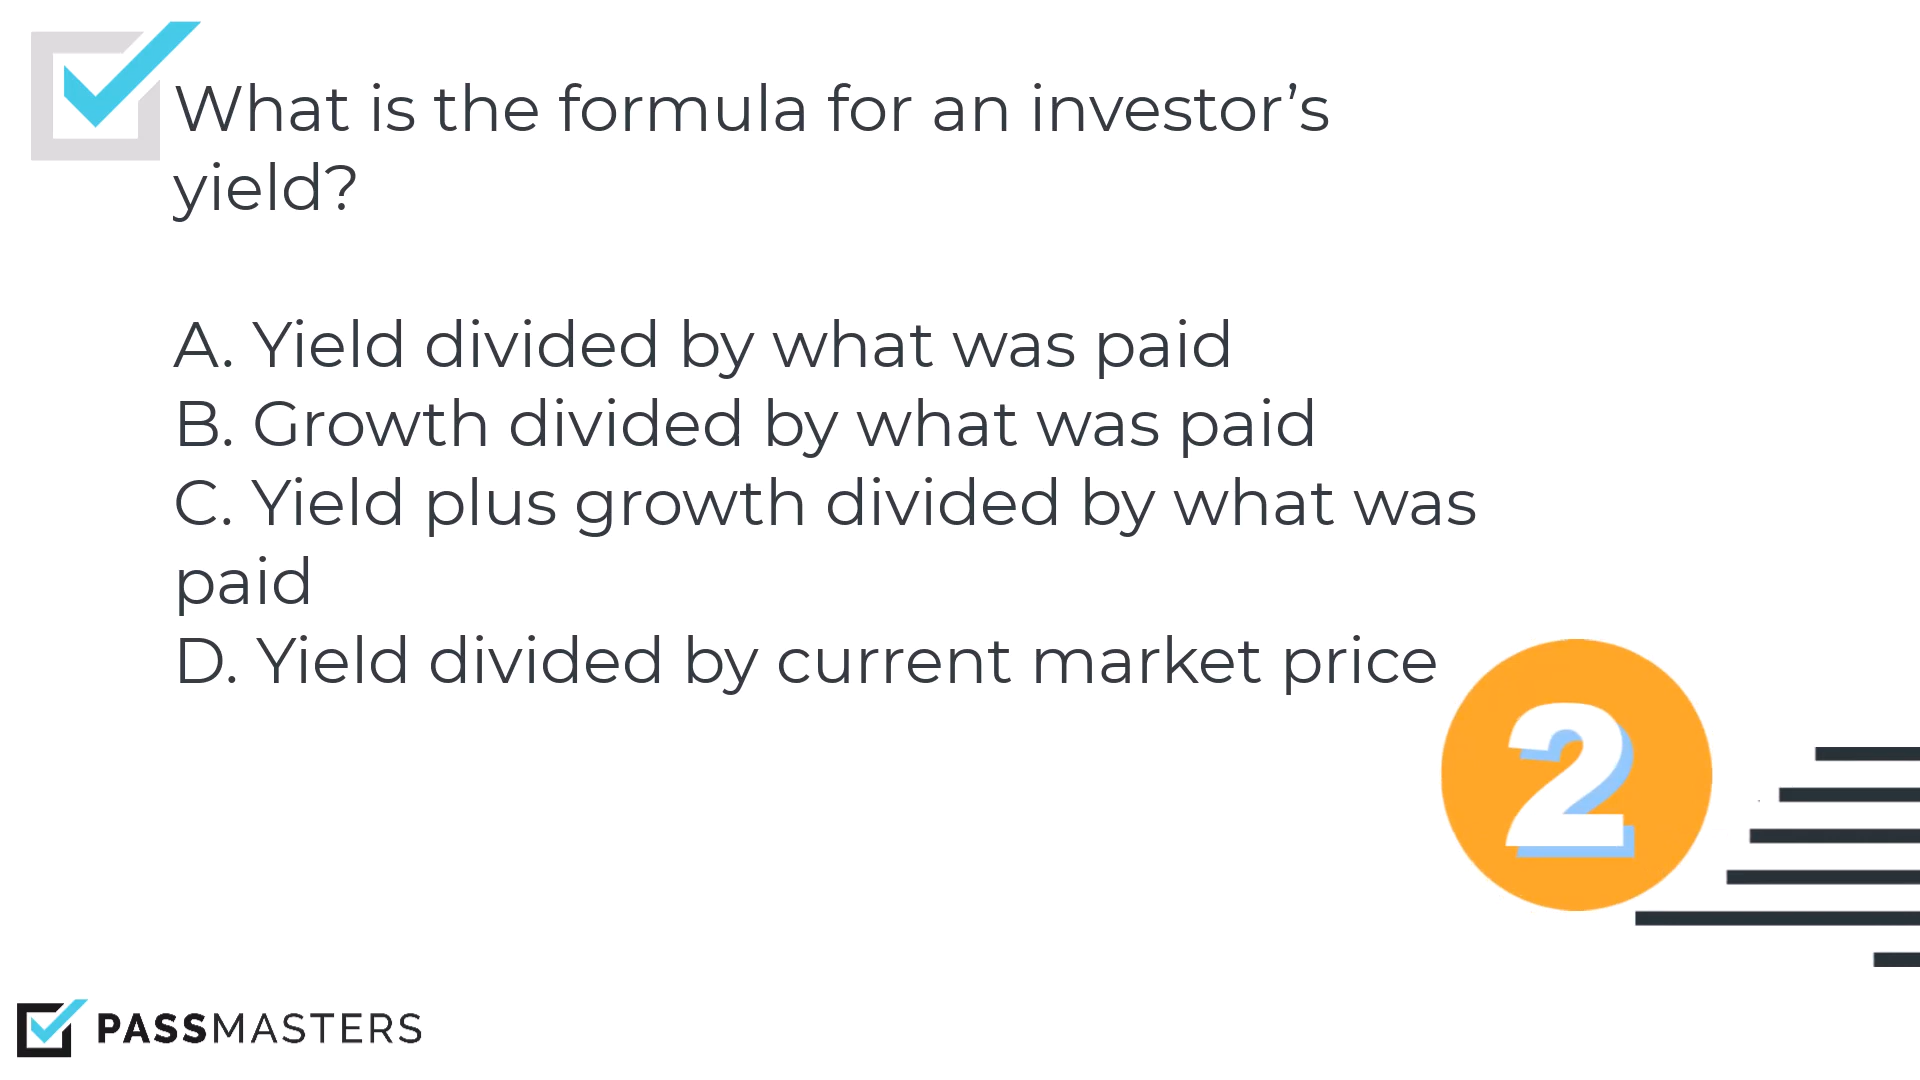 What is the formula for an investor’s
yield?
A. Yield divided by what was paid
B. Growth divided by what was paid
C. Yield plus growth divided by what was
paid
D. Yield divided by current market price
2
PASSMASTERS